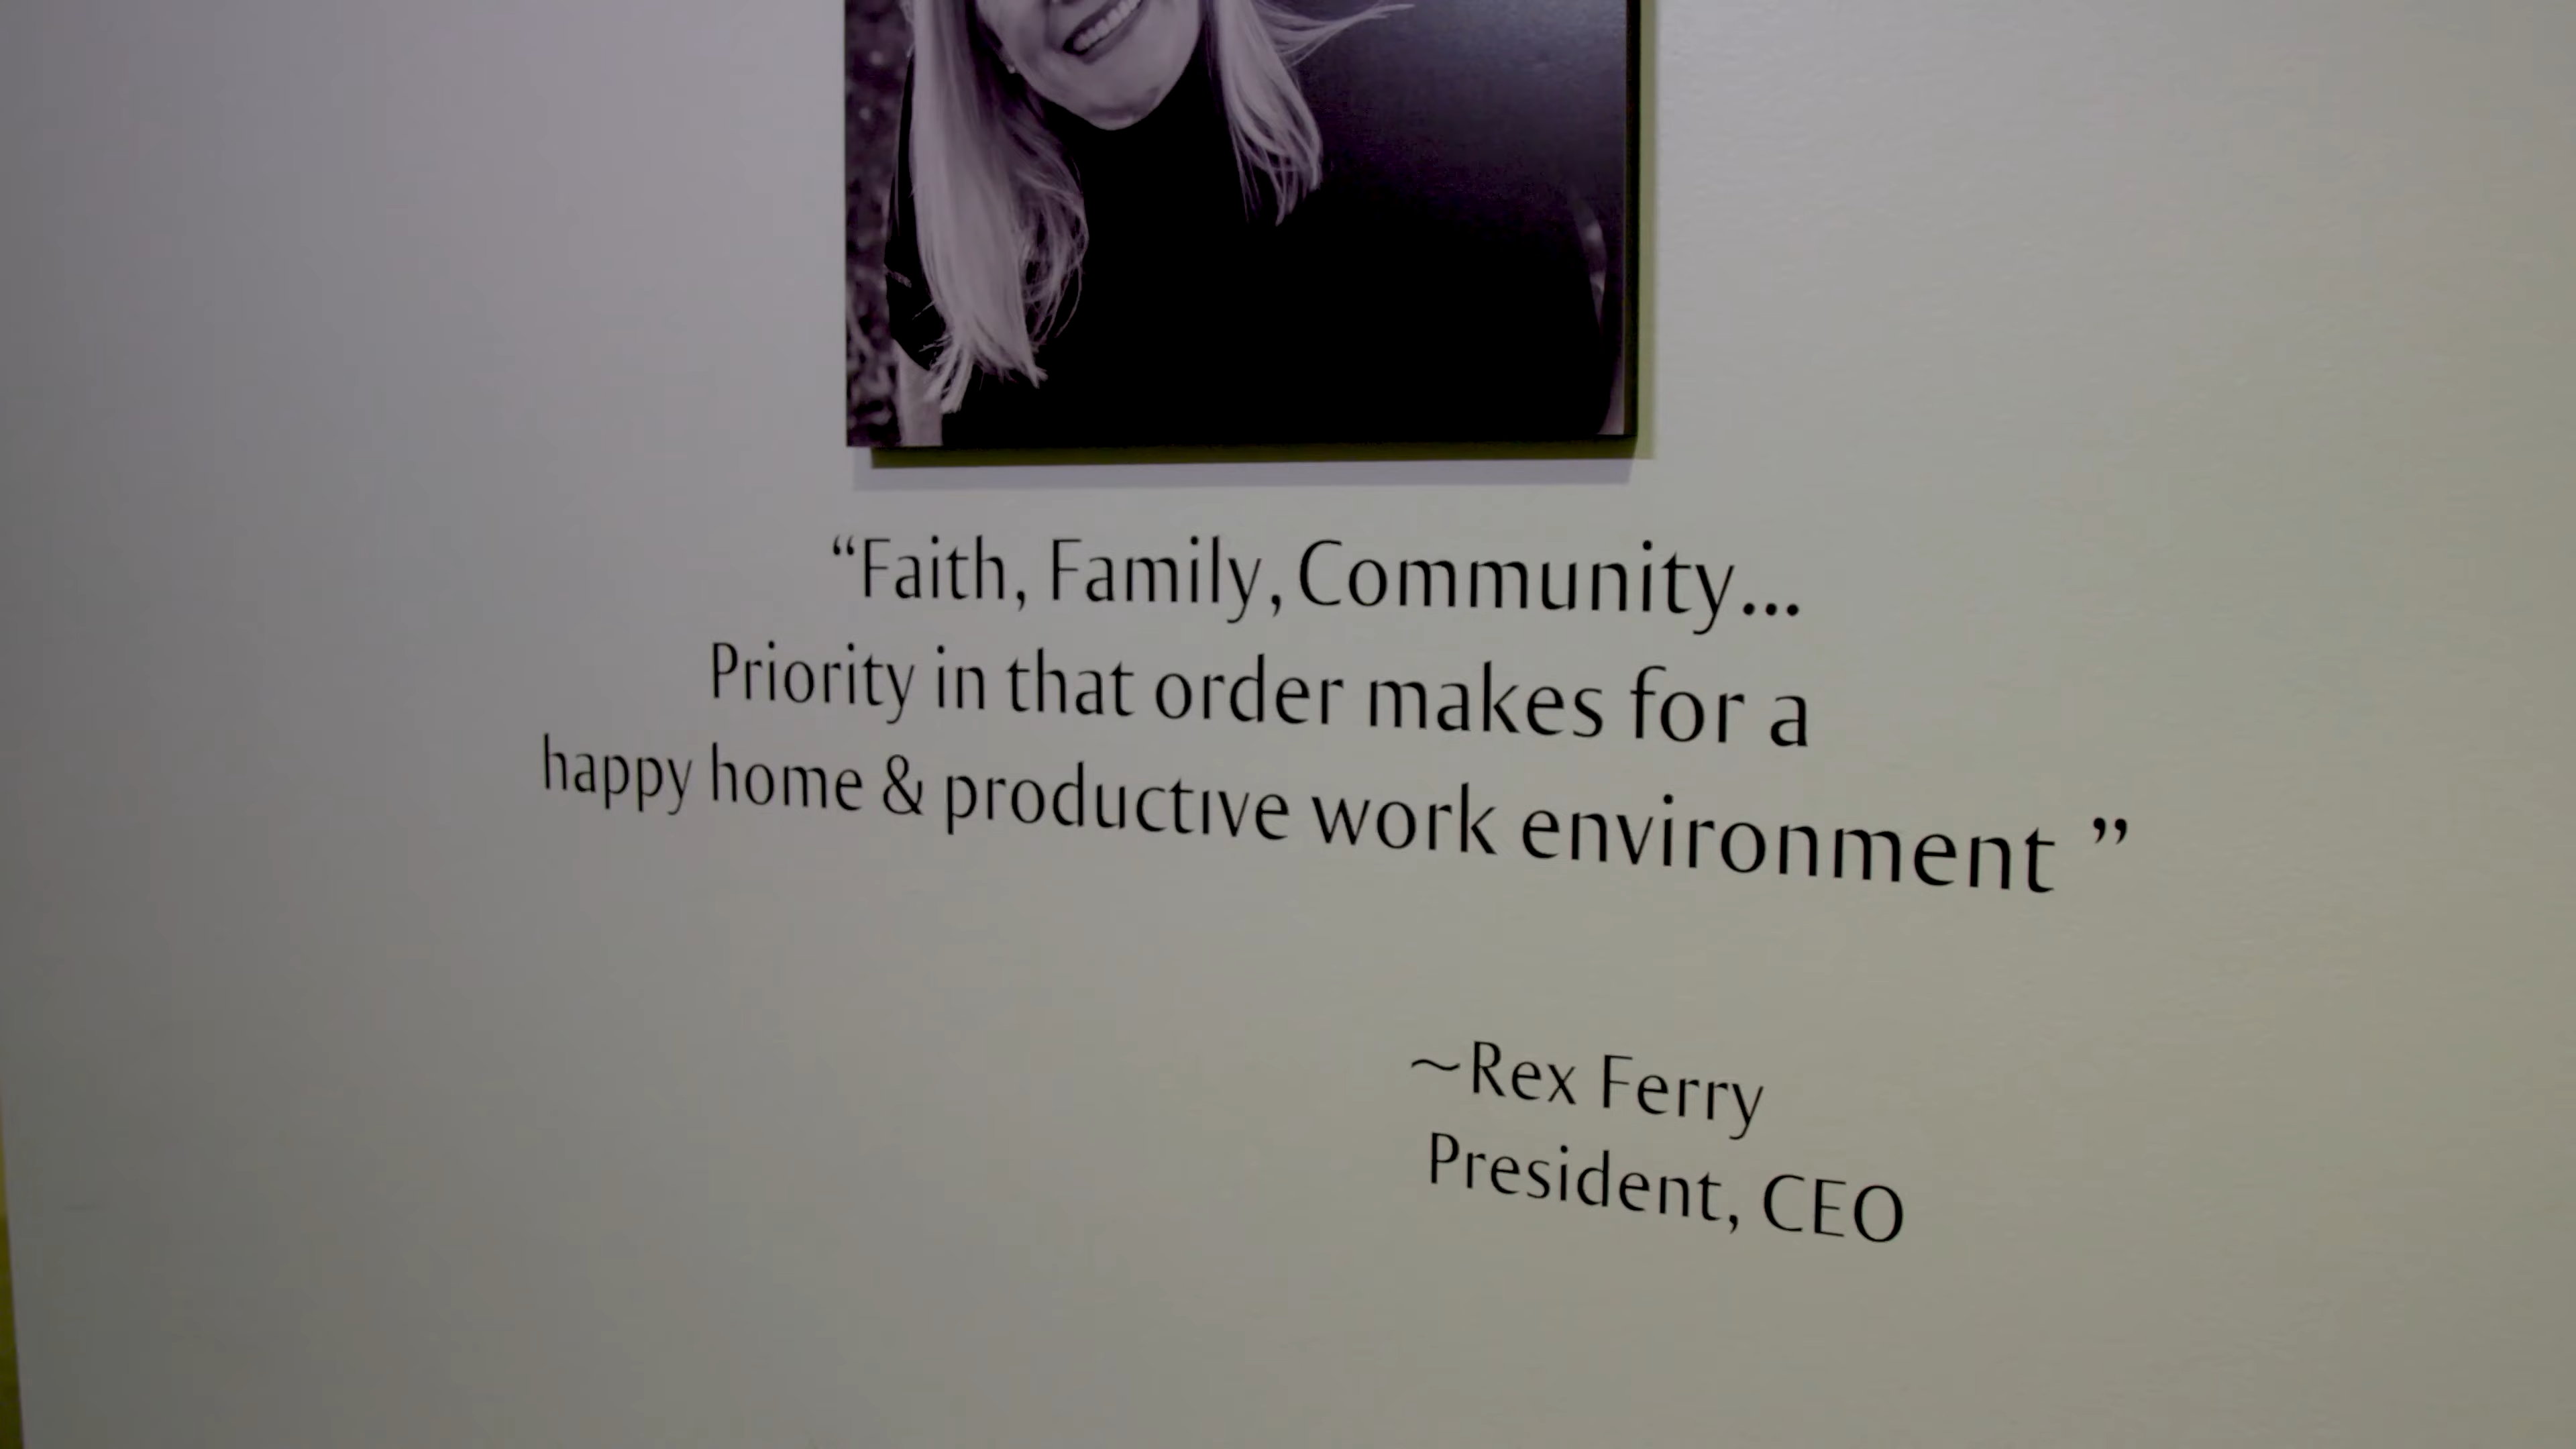 “Faith, Family, Community...
Priority in that order makes for a
happy home & productive work environment ”
~Rex Ferry
President, CEO